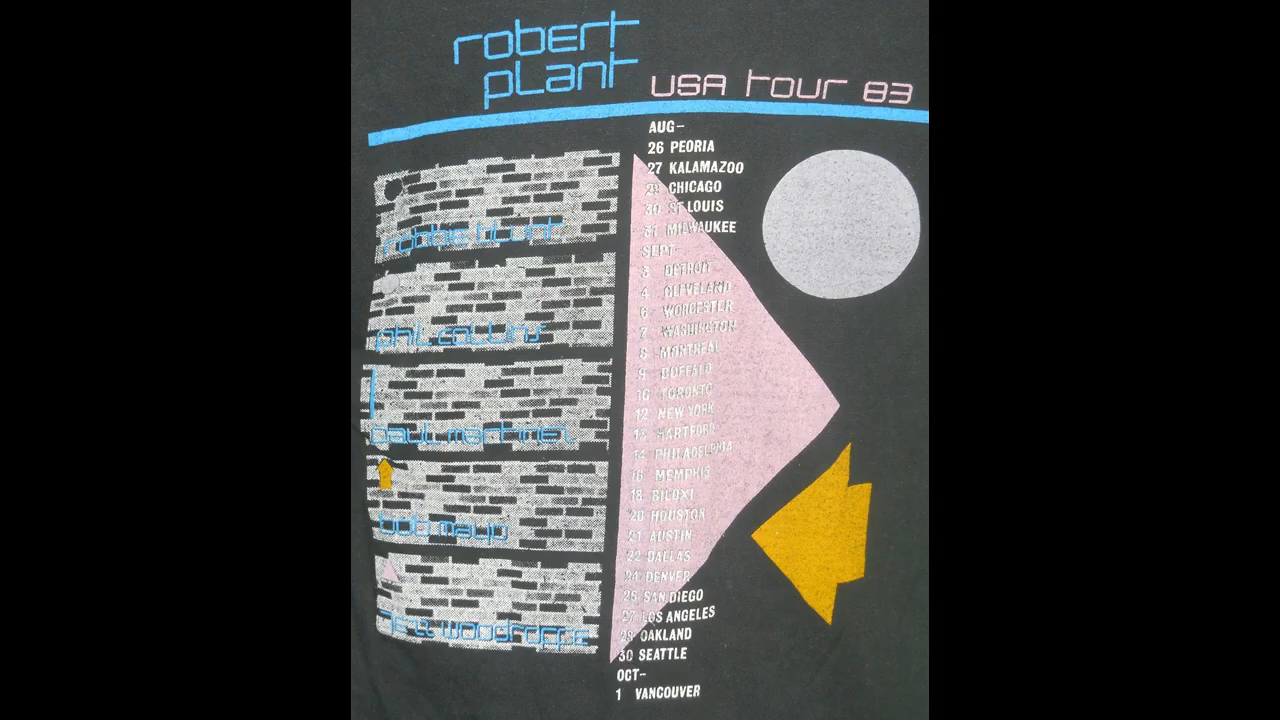 robert
plant USA tour 83
AUG-
26 PEORIA
27 KALAMAZOO
28 CHICAGO
30 ST LOUIS
31 MILWAUKEE
SEPT-
3 DETROIT
4 CLEVELAND
6 WORCESTER
7 WASHINGTON
8 MONTREAL
9 BUFFALO
10 TORONTO
12 NEW YORK
13 HARTFORD
14 PHILADELPHIA
16 MEMPHIS
18 BILOXI
20 HOUSTON
21 AUSTIN
22 DALLAS
24 DENVER
26 SAN DIEGO
27 LOS ANGELES
29 OAKLAND
30 SEATTLE
OCT-
1 VANCOUVER
robbie blunt
phil collins
paul martinez
bob mayo
jezz woodroffe